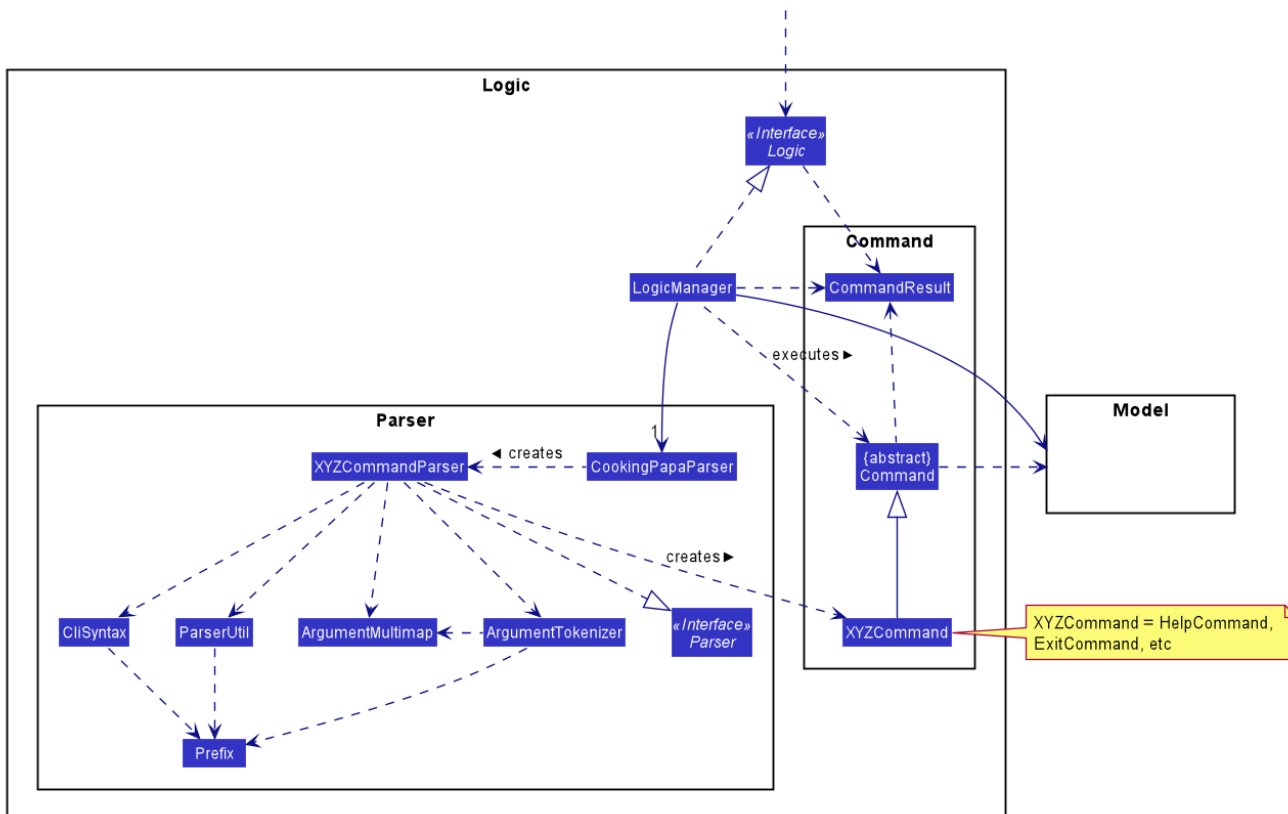 Logic
«Interface»
Logic
Command
LogicManager
CommandResult
executes ►
Parser
1
Model
XYZCommandParser
◄ creates
CookingPapaParser
{abstract}
Command
creates ►
CliSyntax
ParserUtil
ArgumentMultimap
ArgumentTokenizer
«Interface»
Parser
XYZCommand
XYZCommand = HelpCommand,
ExitCommand, etc
Prefix